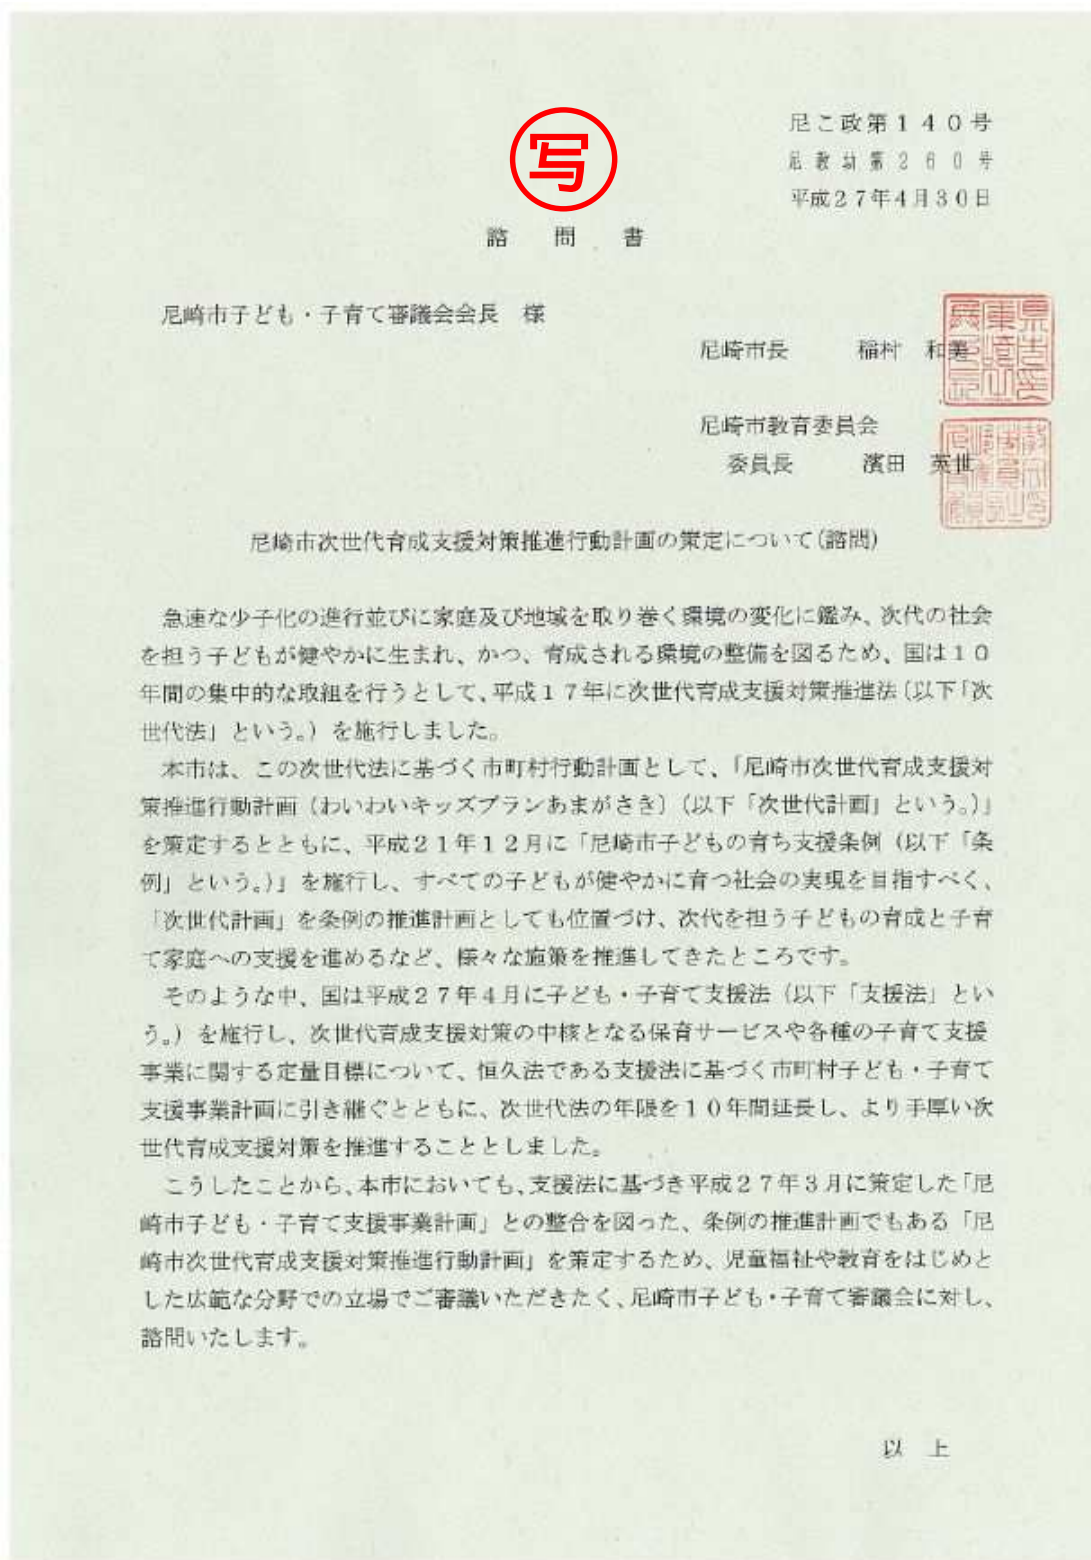 尼こ政第１４０号
写
尼教幼第２６０号
平成２７年４月３０日
諮問書
尼崎市子ども・子育て審議会会長　様
尼崎市長　稲村　和美
尼崎市教育委員会
委員長　濱田　英世
尼崎市次世代育成支援対策推進行動計画の策定について(諮問)
急速な少子化の進行並びに家庭及び地域を取り巻く環境の変化に鑑み、次代の社会
を担う子どもが健やかに生まれ、かつ、育成される環境の整備を図るため、国は１０
年間の集中的な取組を行うとして、平成１７年に次世代育成支援対策推進法（以下「次
世代法」という。）を施行しました。
本市は、この次世代法に基づく市町村行動計画として、「尼崎市次世代育成支援対
策推進行動計画（わいわいキッズプランあまがさき）（以下「次世代計画」という。）」
を策定するとともに、平成２１年１２月に「尼崎市子どもの育ち支援条例（以下「条
例」という。）」を施行し、すべての子どもが健やかに育つ社会の実現を目指すべく、
「次世代計画」を条例の推進計画としても位置づけ、次代を担う子どもの育成と子育
て家庭への支援を進めるなど、様々な施策を推進してきたところです。
そのような中、国は平成２７年４月に子ども・子育て支援法（以下「支援法」とい
う。）を施行し、次世代育成支援対策の中核となる保育サービスや各種の子育て支援
事業に関する定量目標について、恒久法である支援法に基づく市町村子ども・子育て
支援事業計画に引き継ぐとともに、次世代法の年限を１０年間延長し、より手厚い次
世代育成支援対策を推進することとしました。
こうしたことから、本市においても、支援法に基づき平成２７年３月に策定した「尼
崎市子ども・子育て支援事業計画」との整合を図った、条例の推進計画でもある「尼
崎市次世代育成支援対策推進行動計画」を策定するため、児童福祉や教育をはじめと
した広範な分野での立場でご審議いただきたく、尼崎市子ども・子育て審議会に対し、
諮問いたします。
以上